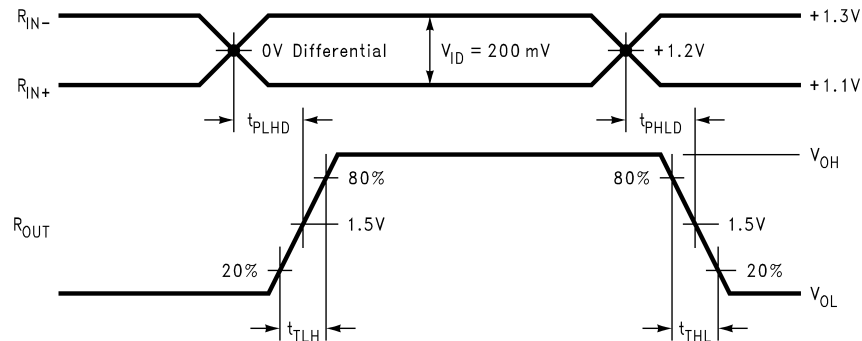 R_IN− +1.3V
0V Differential V_ID = 200 mV +1.2V
R_IN+ +1.1V
t_PLHD t_PHLD
V_OH
80% 80%
R_OUT 1.5V 1.5V
20% 20%
V_OL
t_TLH t_THL